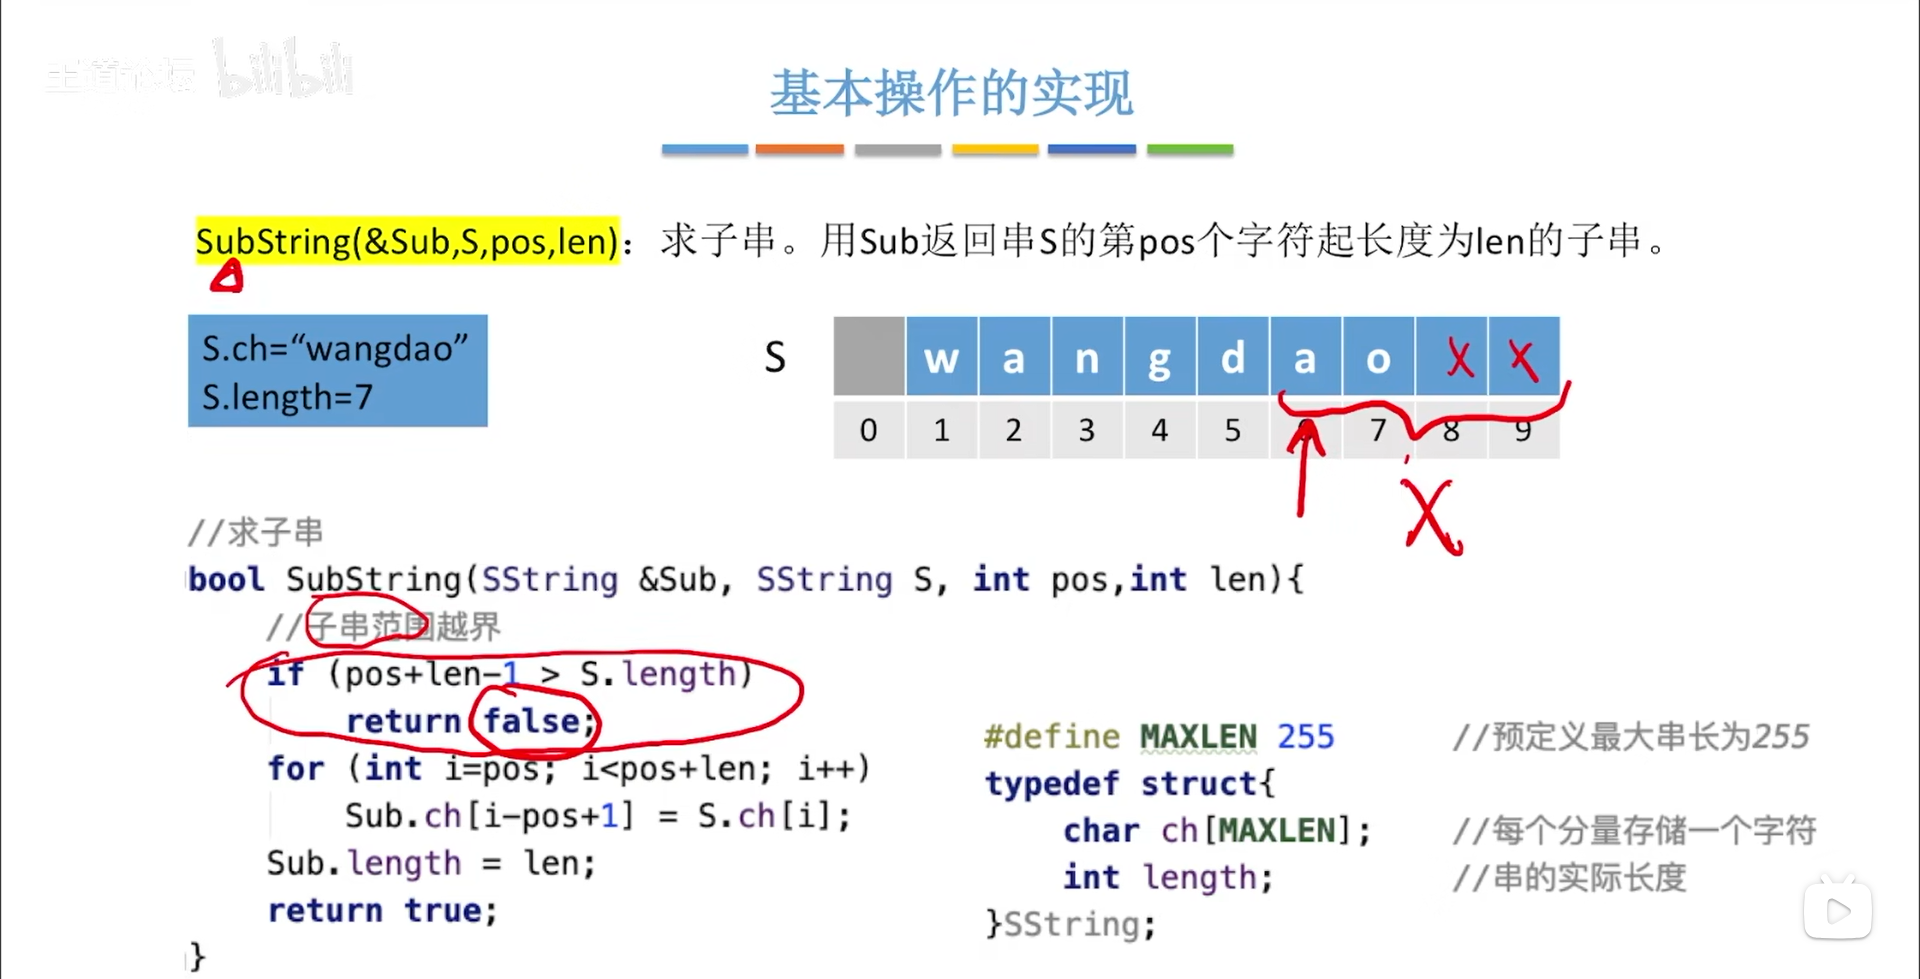 王道论坛 bilibili
基本操作的实现
SubString(&Sub,S,pos,len)：求子串。用Sub返回串S的第pos个字符起长度为len的子串。
S.ch=“wangdao”
S.length=7
S
w a n g d a o X X
0 1 2 3 4 5 6 7 8 9
X
//求子串
bool SubString(SString &Sub, SString S, int pos,int len){
//子串范围越界
if (pos+len-1 > S.length)
return false;
for (int i=pos; i<pos+len; i++)
Sub.ch[i-pos+1] = S.ch[i];
Sub.length = len;
return true;
}
#define MAXLEN 255 //预定义最大串长为255
typedef struct{
char ch[MAXLEN]; //每个分量存储一个字符
int length; //串的实际长度
}SString;